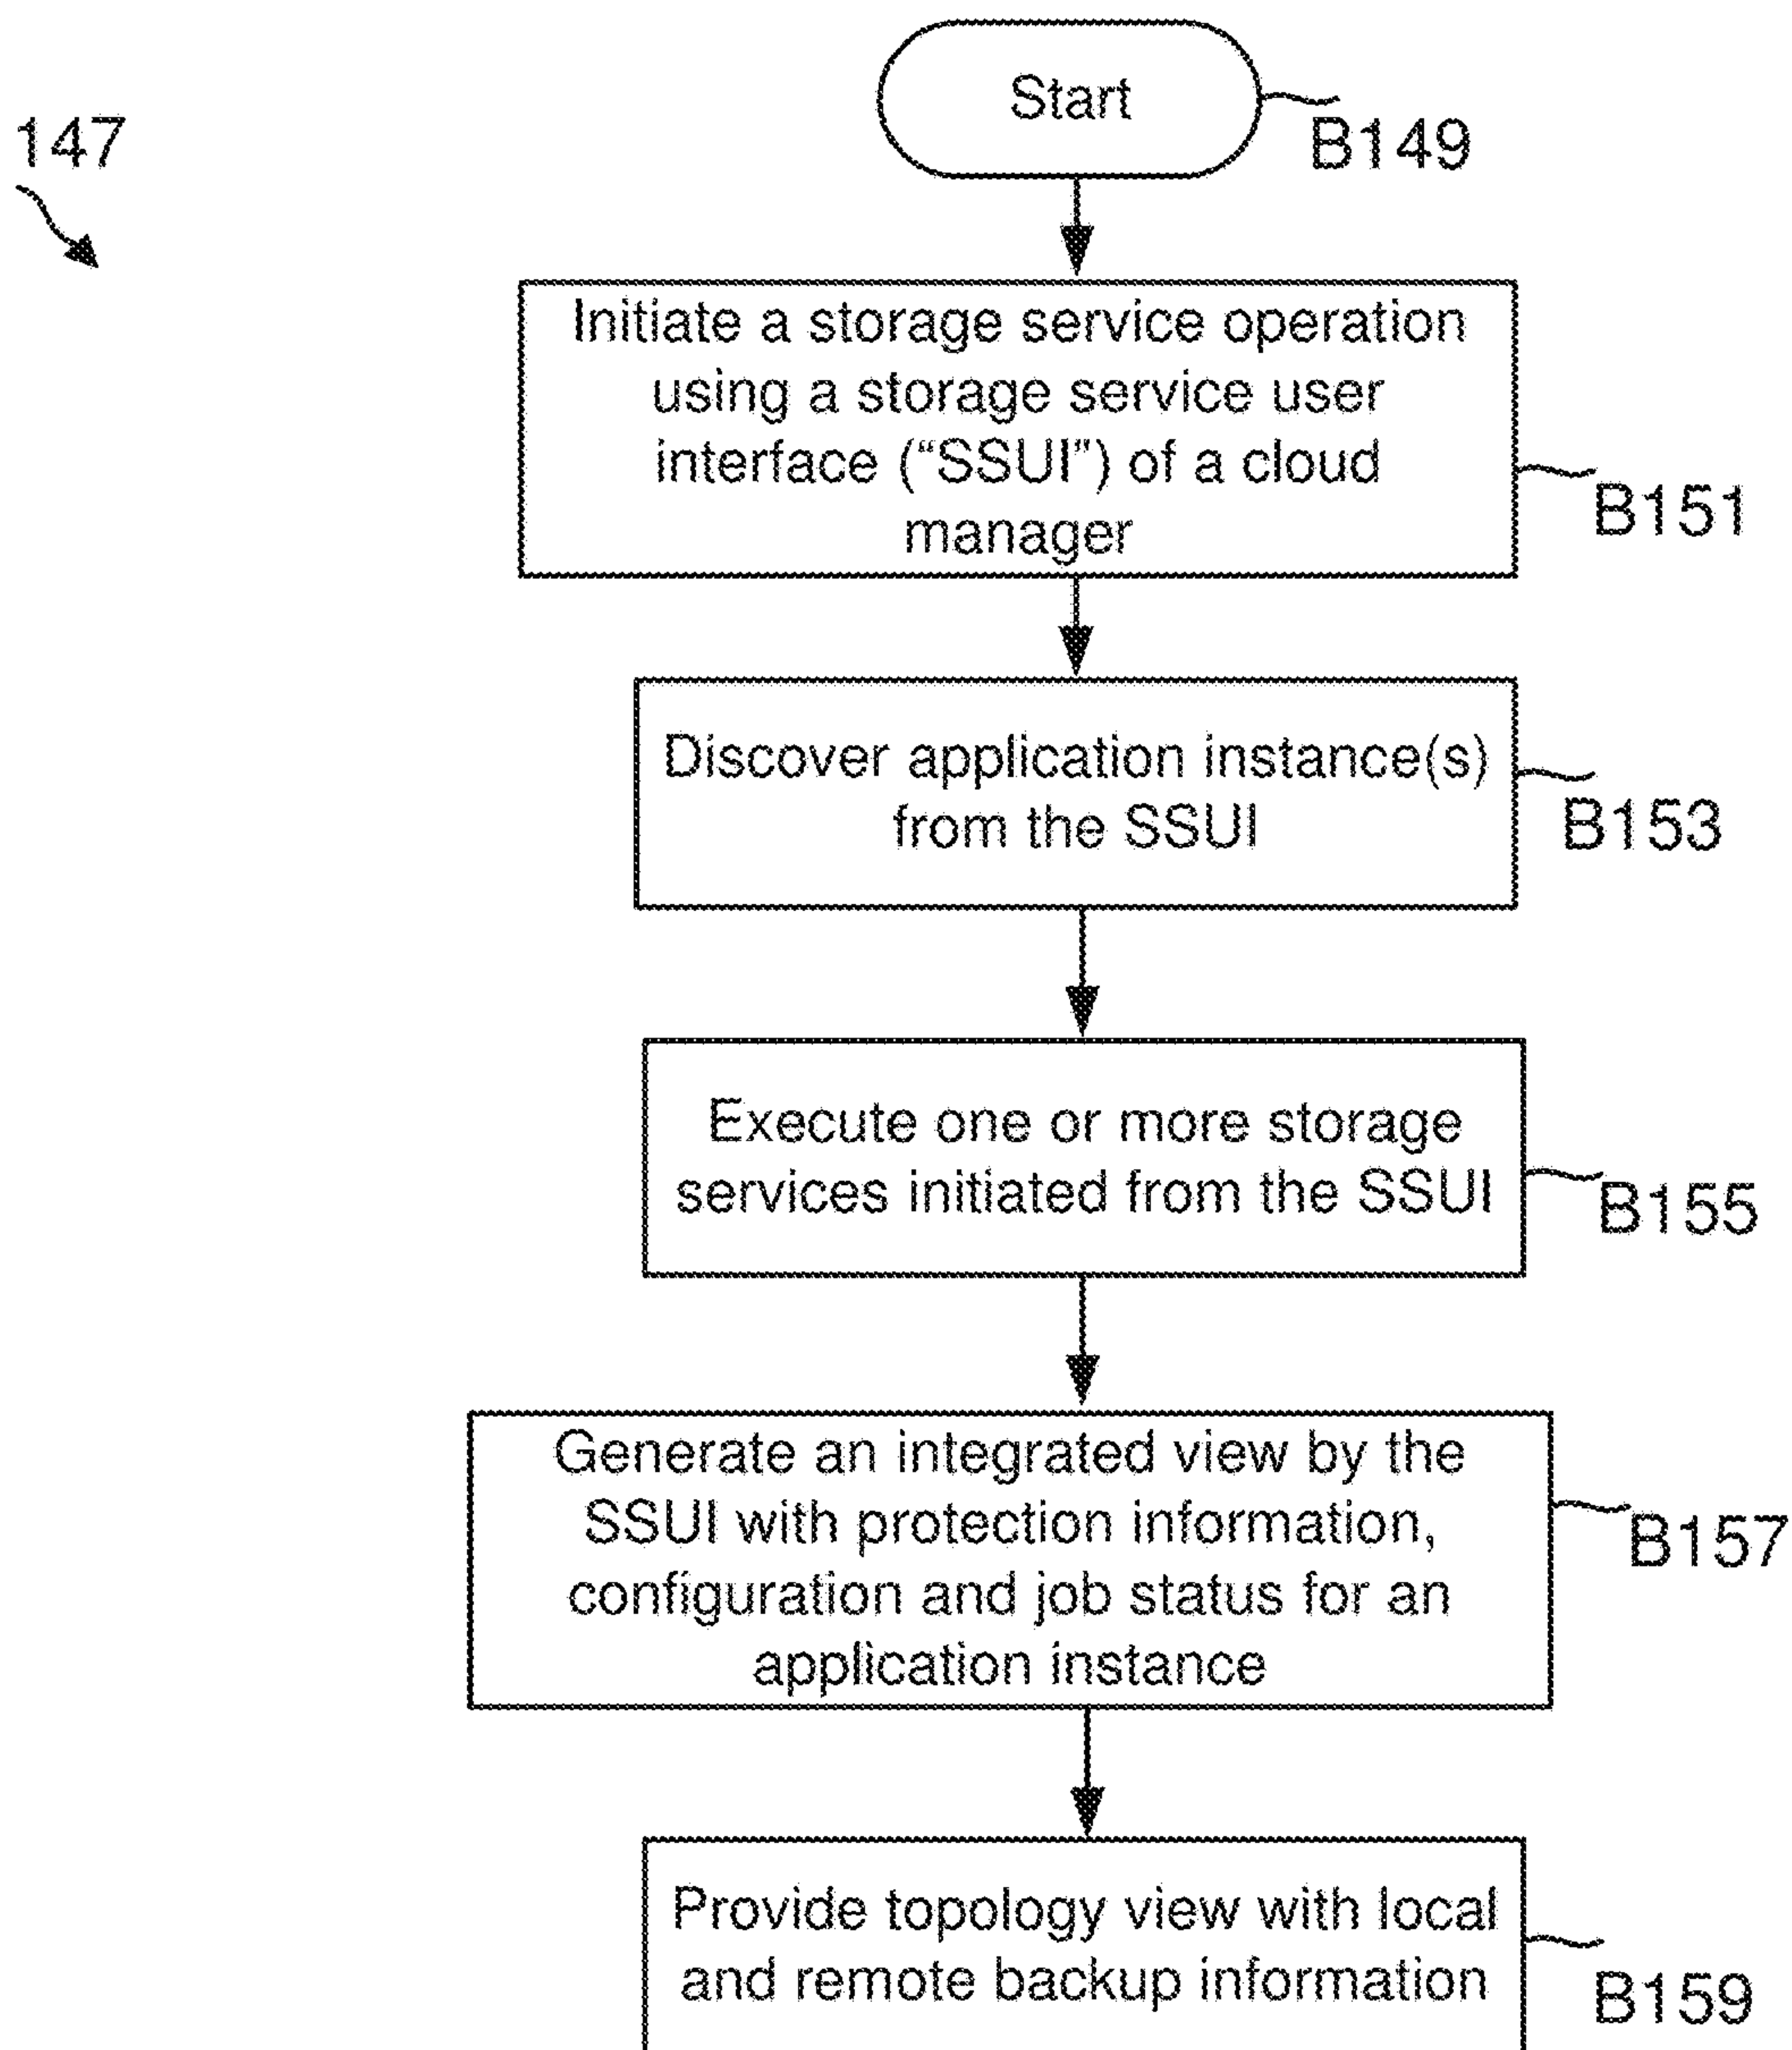 147
Start
B149
Initiate a storage service operation
using a storage service user
interface (“SSUI”) of a cloud
manager
B151
Discover application instance(s)
from the SSUI
B153
Execute one or more storage
services initiated from the SSUI
B155
Generate an integrated view by the
SSUI with protection information,
configuration and job status for an
application instance
B157
Provide topology view with local
and remote backup information
B159